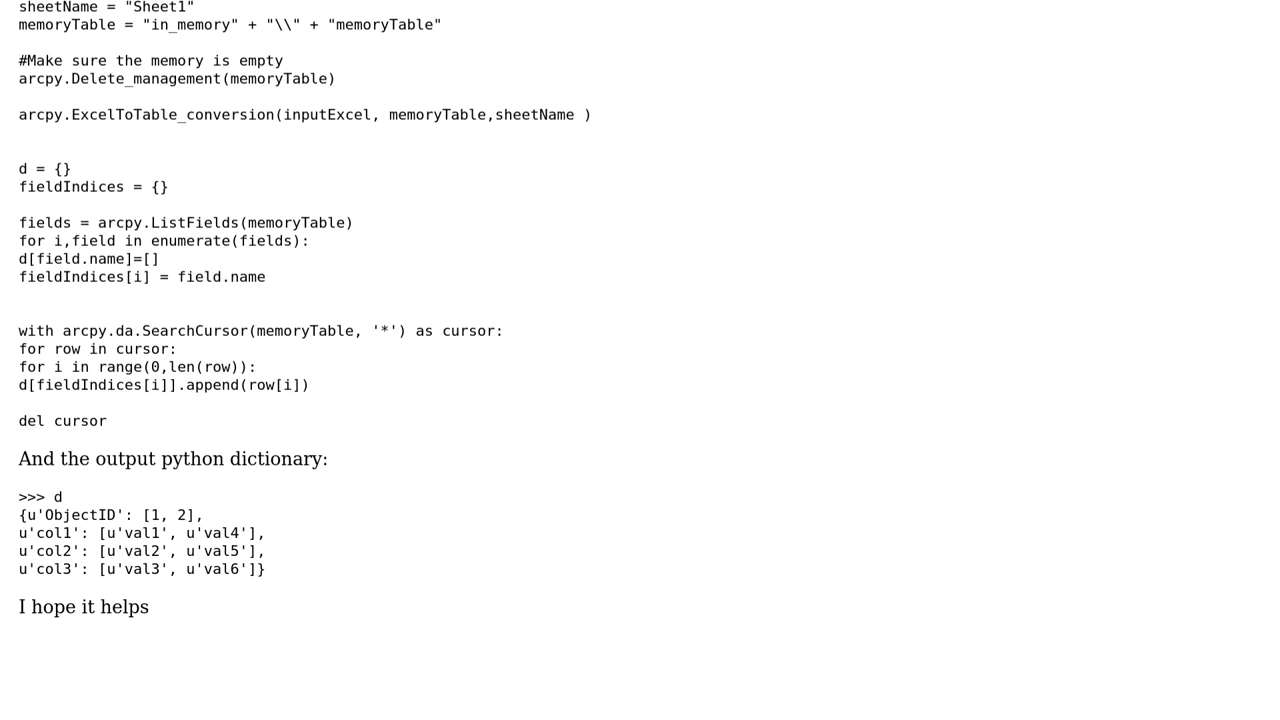 sheetName = "Sheet1"
memoryTable = "in_memory" + "\\" + "memoryTable"
#Make sure the memory is empty
arcpy.Delete_management(memoryTable)
arcpy.ExcelToTable_conversion(inputExcel, memoryTable,sheetName )
d = {}
fieldIndices = {}
fields = arcpy.ListFields(memoryTable)
for i,field in enumerate(fields):
d[field.name]=[]
fieldIndices[i] = field.name
with arcpy.da.SearchCursor(memoryTable, '*') as cursor:
for row in cursor:
for i in range(0,len(row)):
d[fieldIndices[i]].append(row[i])
del cursor
And the output python dictionary:
>>> d
{u'ObjectID': [1, 2],
u'col1': [u'val1', u'val4'],
u'col2': [u'val2', u'val5'],
u'col3': [u'val3', u'val6']}
I hope it helps